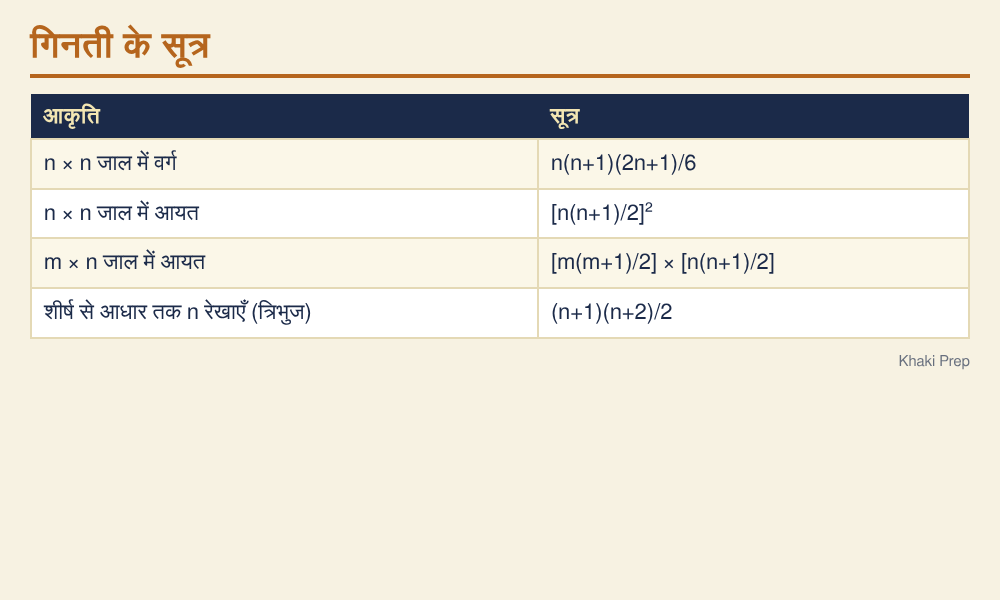 गिनती के सूत्र
आकृति सूत्र
n × n जाल में वर्ग n(n+1)(2n+1)/6
n × n जाल में आयत [n(n+1)/2]²
m × n जाल में आयत [m(m+1)/2] × [n(n+1)/2]
शीर्ष से आधार तक n रेखाएँ (त्रिभुज) (n+1)(n+2)/2
Khaki Prep